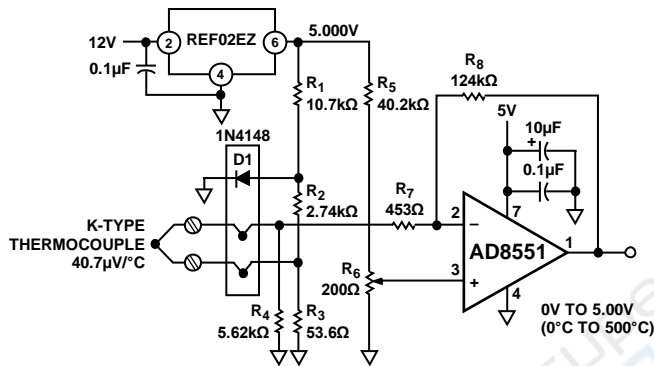 12V
2
REF02EZ
6
5.000V
0.1µF
4
R1
10.7kΩ
R5
40.2kΩ
R8
124kΩ
1N4148
D1
5V
10µF
+
0.1µF
R2
2.74kΩ
R7
453Ω
7
K-TYPE
THERMOCOUPLE
40.7µV/°C
2
–
AD8551
1
3
+
4
R6
200Ω
R4
5.62kΩ
R3
53.6Ω
0V TO 5.00V
(0°C TO 500°C)